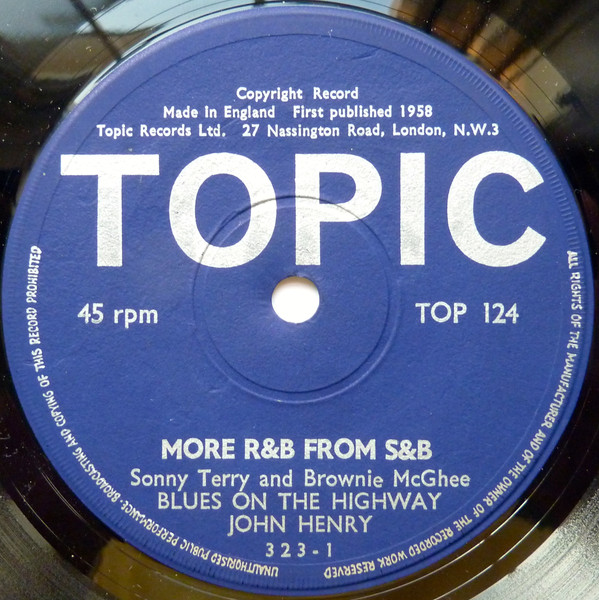 Copyright Record
Made in England First published 1958
Topic Records Ltd. 27 Nassington Road, London, N.W.3
TOPIC
45 rpm
TOP 124
MORE R&B FROM S&B
Sonny Terry and Brownie McGhee
BLUES ON THE HIGHWAY
JOHN HENRY
323-1
ALL RIGHTS OF THE MANUFACTURER AND OF THE OWNER OF THE RECORDED WORK RESERVED
UNAUTHORISED PUBLIC PERFORMANCE, BROADCASTING AND COPYING OF THIS RECORD PROHIBITED